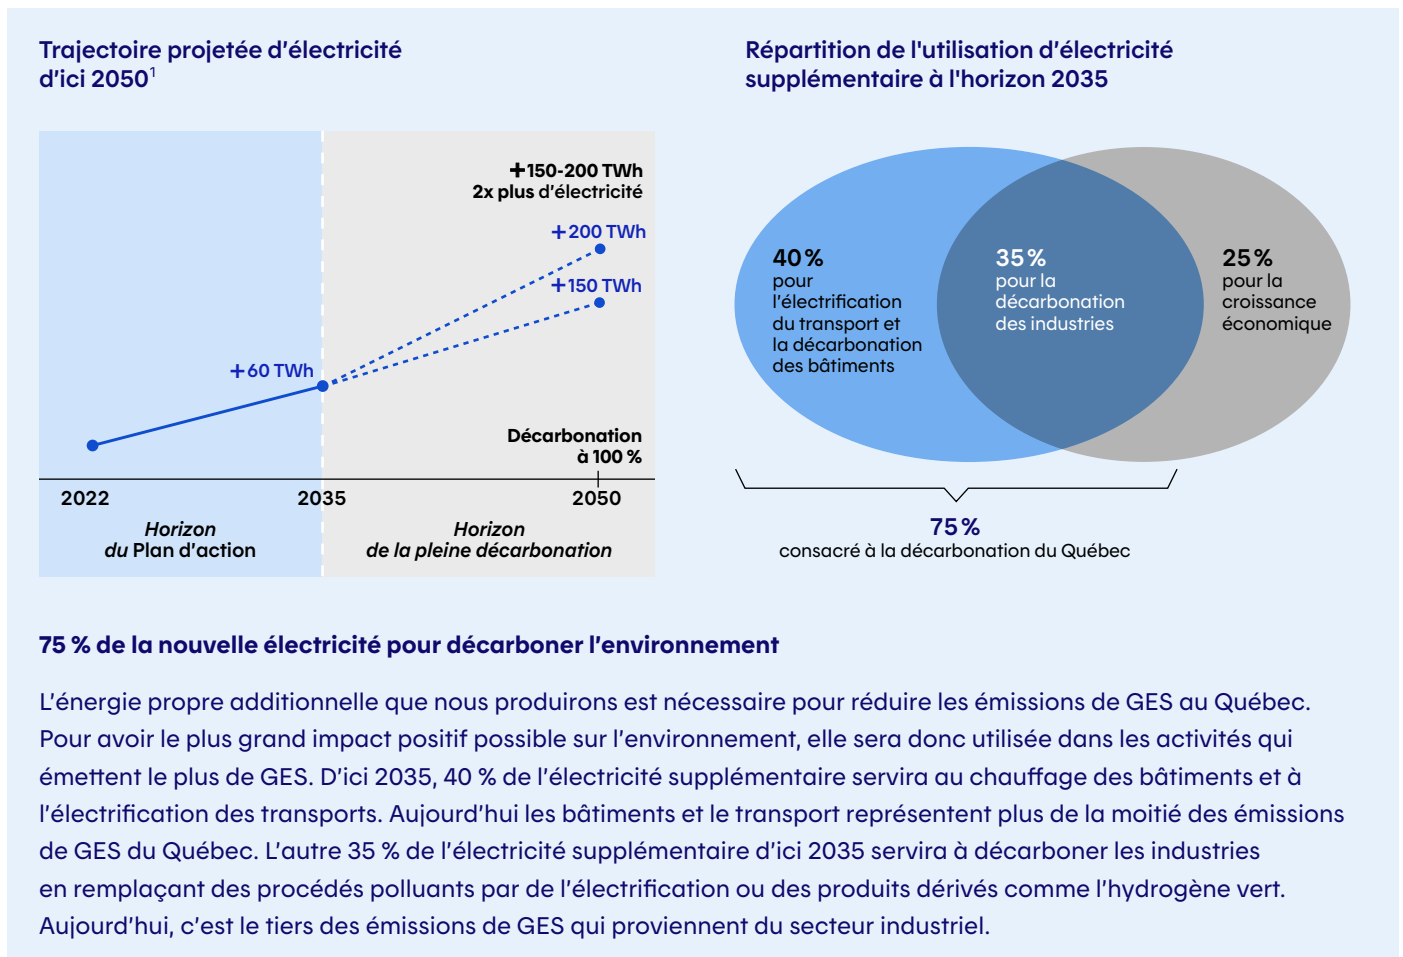 Trajectoire projetée d'électricité
d'ici 2050¹
+150-200 TWh
2x plus d'électricité
+200 TWh
+150 TWh
+60 TWh
Décarbonation
à 100 %
2022
2035
2050
Horizon
du Plan d'action
Horizon
de la pleine décarbonation
Répartition de l'utilisation d'électricité
supplémentaire à l'horizon 2035
40 %
pour
l'électrification
du transport et
la décarbonation
des bâtiments
35 %
pour la
décarbonation
des industries
25 %
pour la
croissance
économique
75 %
consacré à la décarbonation du Québec
75 % de la nouvelle électricité pour décarboner l'environnement
L'énergie propre additionnelle que nous produirons est nécessaire pour réduire les émissions de GES au Québec.
Pour avoir le plus grand impact positif possible sur l'environnement, elle sera donc utilisée dans les activités qui
émettent le plus de GES. D'ici 2035, 40 % de l'électricité supplémentaire servira au chauffage des bâtiments et à
l'électrification des transports. Aujourd'hui les bâtiments et le transport représentent plus de la moitié des émissions
de GES du Québec. L'autre 35 % de l'électricité supplémentaire d'ici 2035 servira à décarboner les industries
en remplaçant des procédés polluants par de l'électrification ou des produits dérivés comme l'hydrogène vert.
Aujourd'hui, c'est le tiers des émissions de GES qui proviennent du secteur industriel.